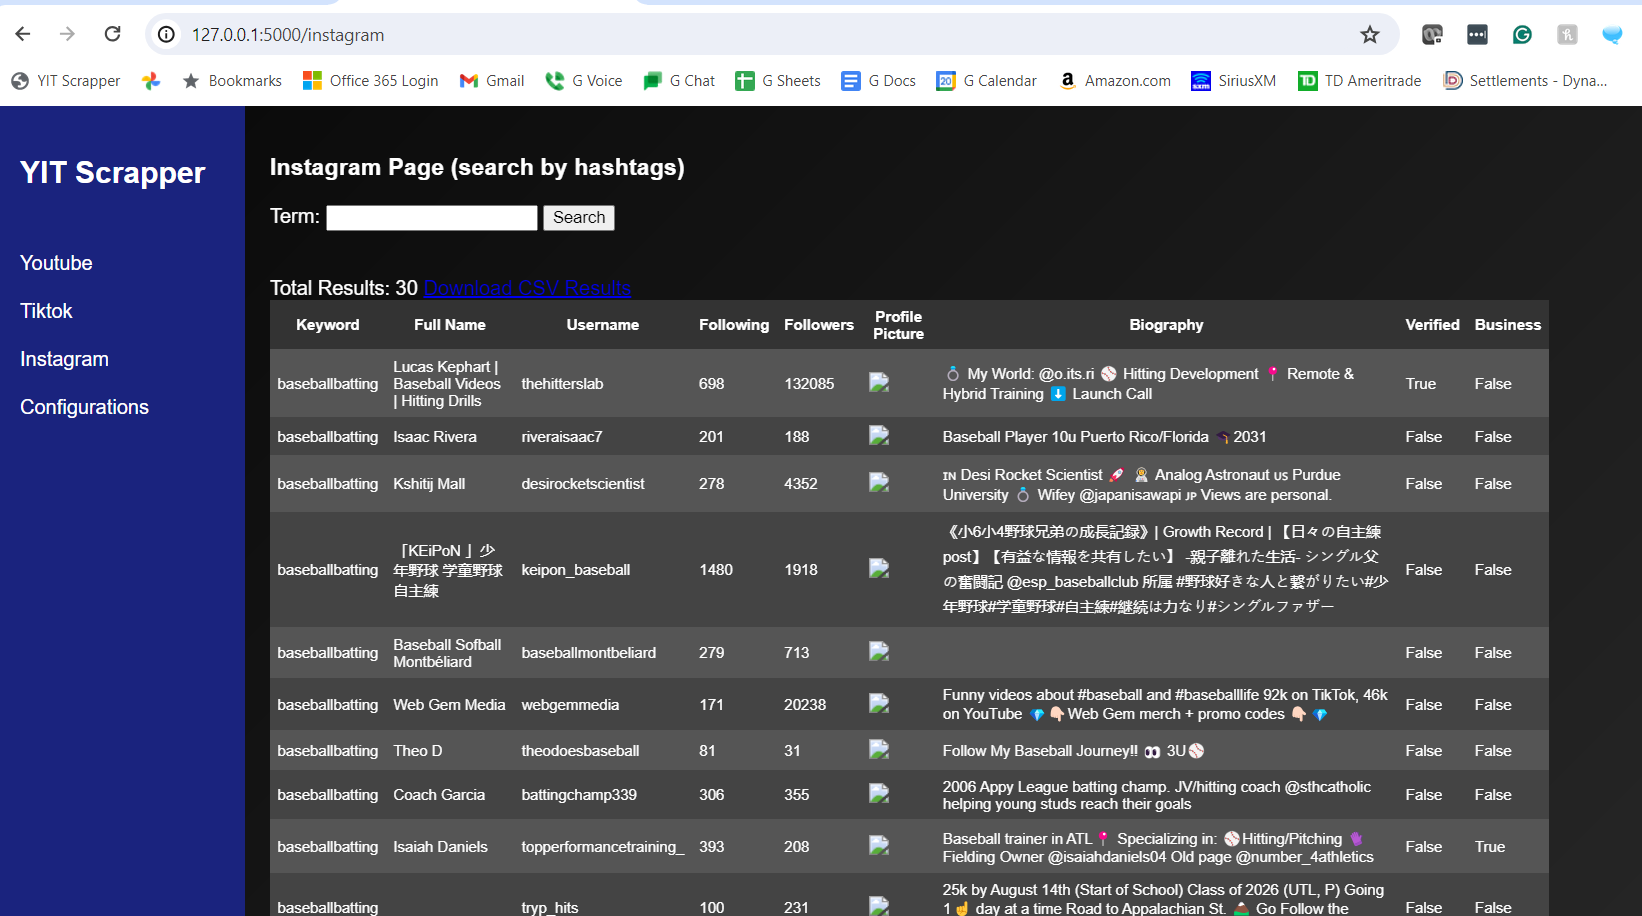 127.0.0.1:5000/instagram
YIT Scrapper Bookmarks Office 365 Login Gmail G Voice G Chat G Sheets G Docs 20 G Calendar a Amazon.com sxm SiriusXM TD TD Ameritrade Settlements - Dyna...
YIT Scrapper
Youtube
Tiktok
Instagram
Configurations
Instagram Page (search by hashtags)
Term: Search
Total Results: 30 Download CSV Results
Keyword Full Name Username Following Followers Profile Picture Biography Verified Business
baseballbatting
Lucas Kephart |
Baseball Videos
| Hitting Drills
thehitterslab 698 132085
💍 My World: @o.its.ri ⚾ Hitting Development 📍 Remote &
Hybrid Training ⬇️ Launch Call
True False
baseballbatting Isaac Rivera riveraisaac7 201 188 Baseball Player 10u Puerto Rico/Florida 🎓2031 False False
baseballbatting Kshitij Mall desirocketscientist 278 4352
ɪɴ Desi Rocket Scientist 🚀 👩‍🚀 Analog Astronaut ᴜs Purdue
University 💍 Wifey @japanisawapi ᴊᴘ Views are personal.
False False
baseballbatting
「KEiPoN 」少
年野球 学童野球
自主練
keipon_baseball 1480 1918
《小6小4野球兄弟の成長記録》| Growth Record | 【日々の自主練
post】【有益な情報を共有したい】 -親子離れた生活- シングル父
の奮闘記 @esp_baseballclub 所属 #野球好きな人と繋がりたい#少
年野球#学童野球#自主練#継続は力なり#シングルファザー
False False
baseballbatting
Baseball Sofball
Montbéliard
baseballmontbeliard 279 713 False False
baseballbatting Web Gem Media webgemmedia 171 20238
Funny videos about #baseball and #baseballlife 92k on TikTok, 46k
on YouTube 💎👇🏻Web Gem merch + promo codes 👇🏻 💎
False False
baseballbatting Theo D theodoesbaseball 81 31 Follow My Baseball Journey!! 👀 3U⚾ False False
baseballbatting Coach Garcia battingchamp339 306 355
2006 Appy League batting champ. JV/hitting coach @sthcatholic
helping young studs reach their goals
False False
baseballbatting Isaiah Daniels topperformancetraining_ 393 208
Baseball trainer in ATL📍 Specializing in: ⚾Hitting/Pitching
Fielding Owner @isaiahdaniels04 Old page @number_4athletics
False True
baseballbatting tryp_hits 100 231
25k by August 14th (Start of School) Class of 2026 (UTL, P) Going
1☝️ day at a time Road to Appalachian St. ⛰️ Go Follow the
False False